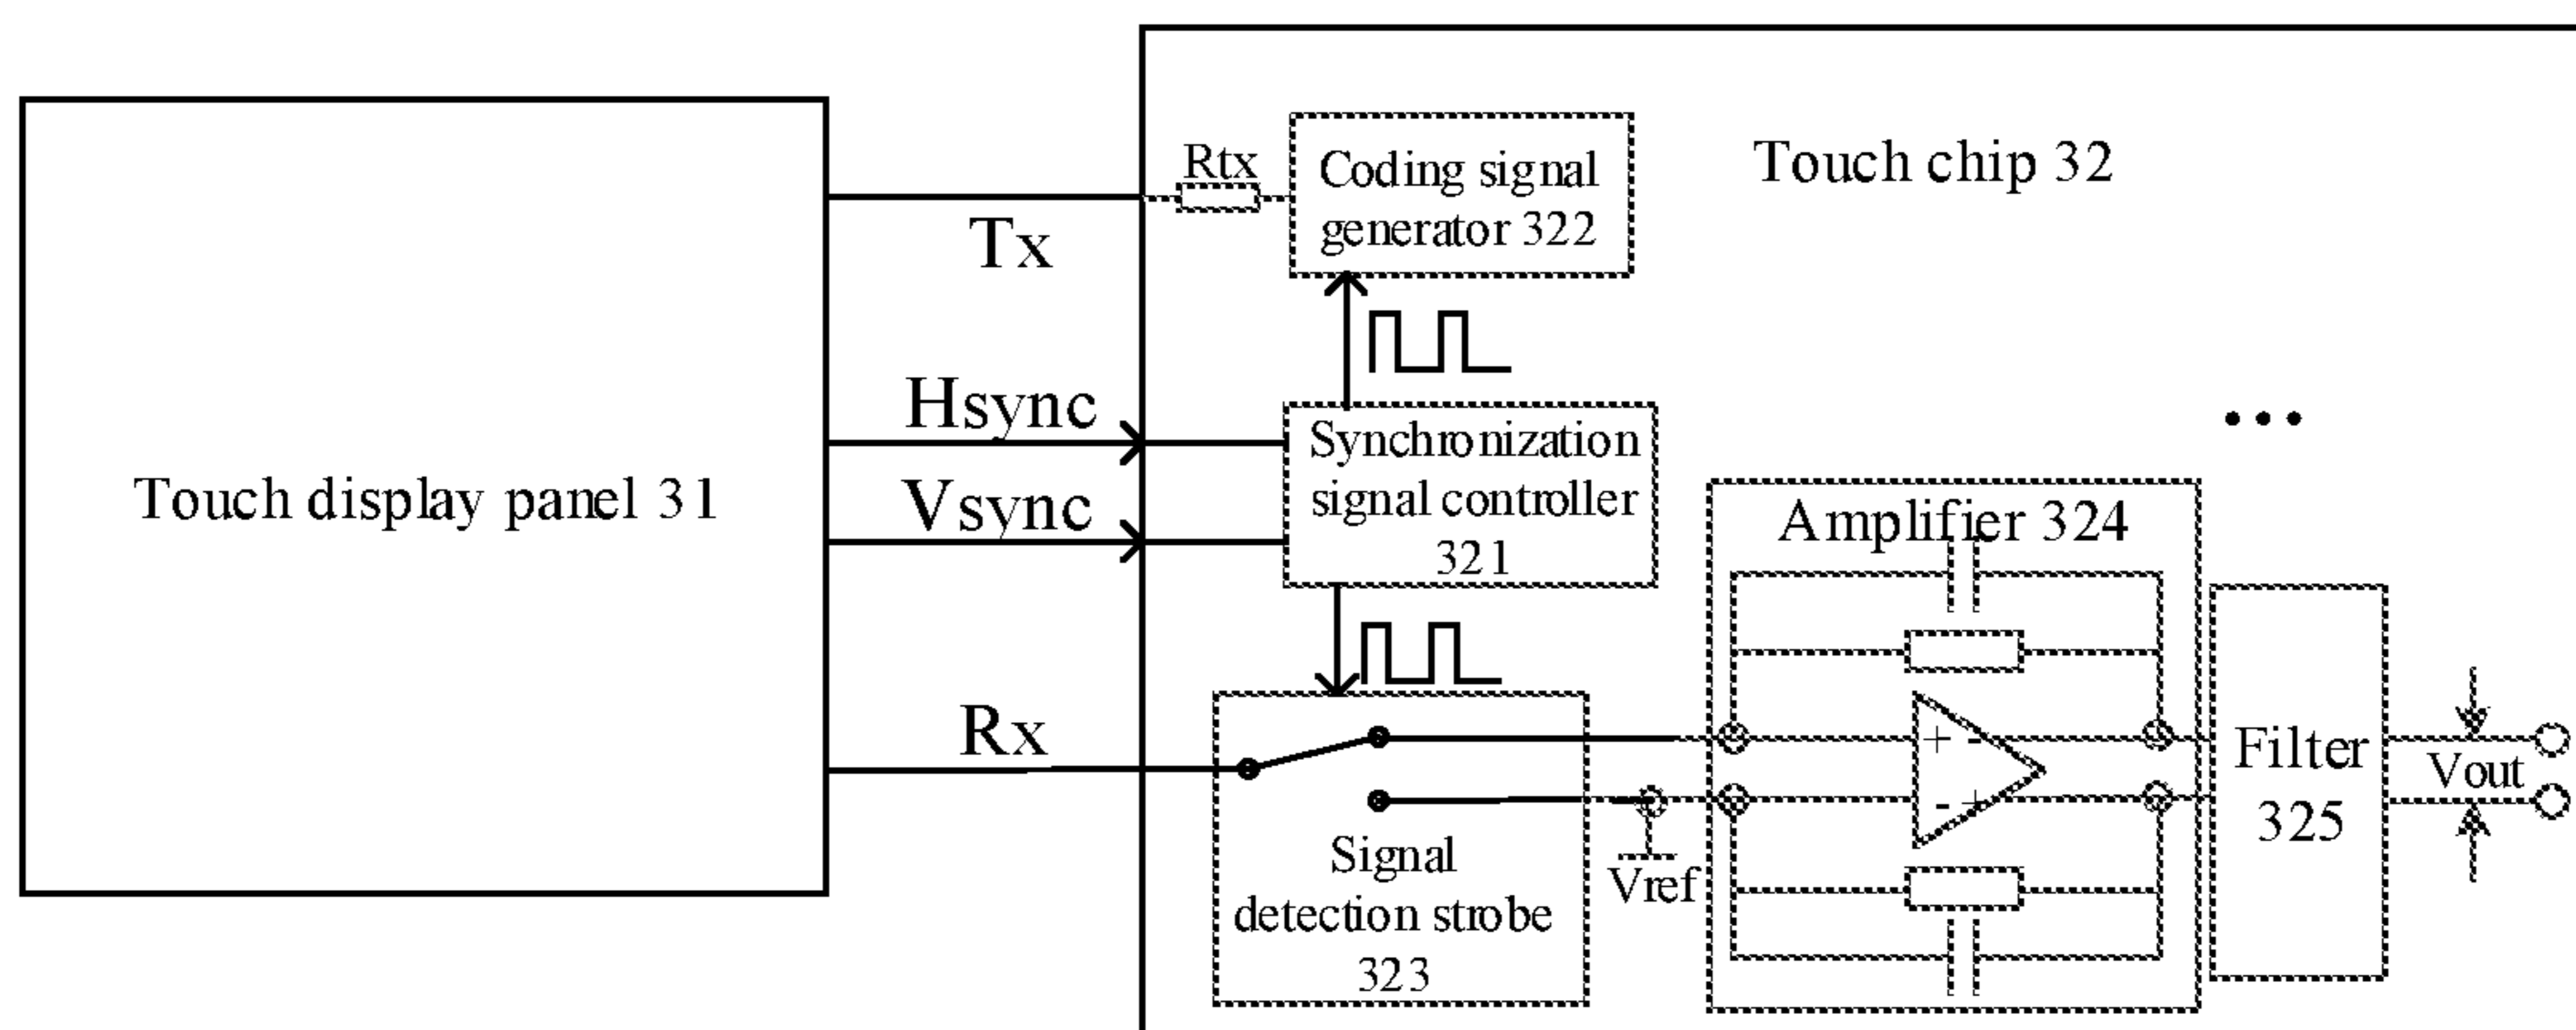 Touch display panel 31
Tx
Hsync
Vsync
Rx
Touch chip 32
Rtx
Coding signal
generator 322
Synchronization
signal controller
321
Signal
detection strobe
323
Vref
Amplifier 324
+ -
- +
Filter
325
Vout
...